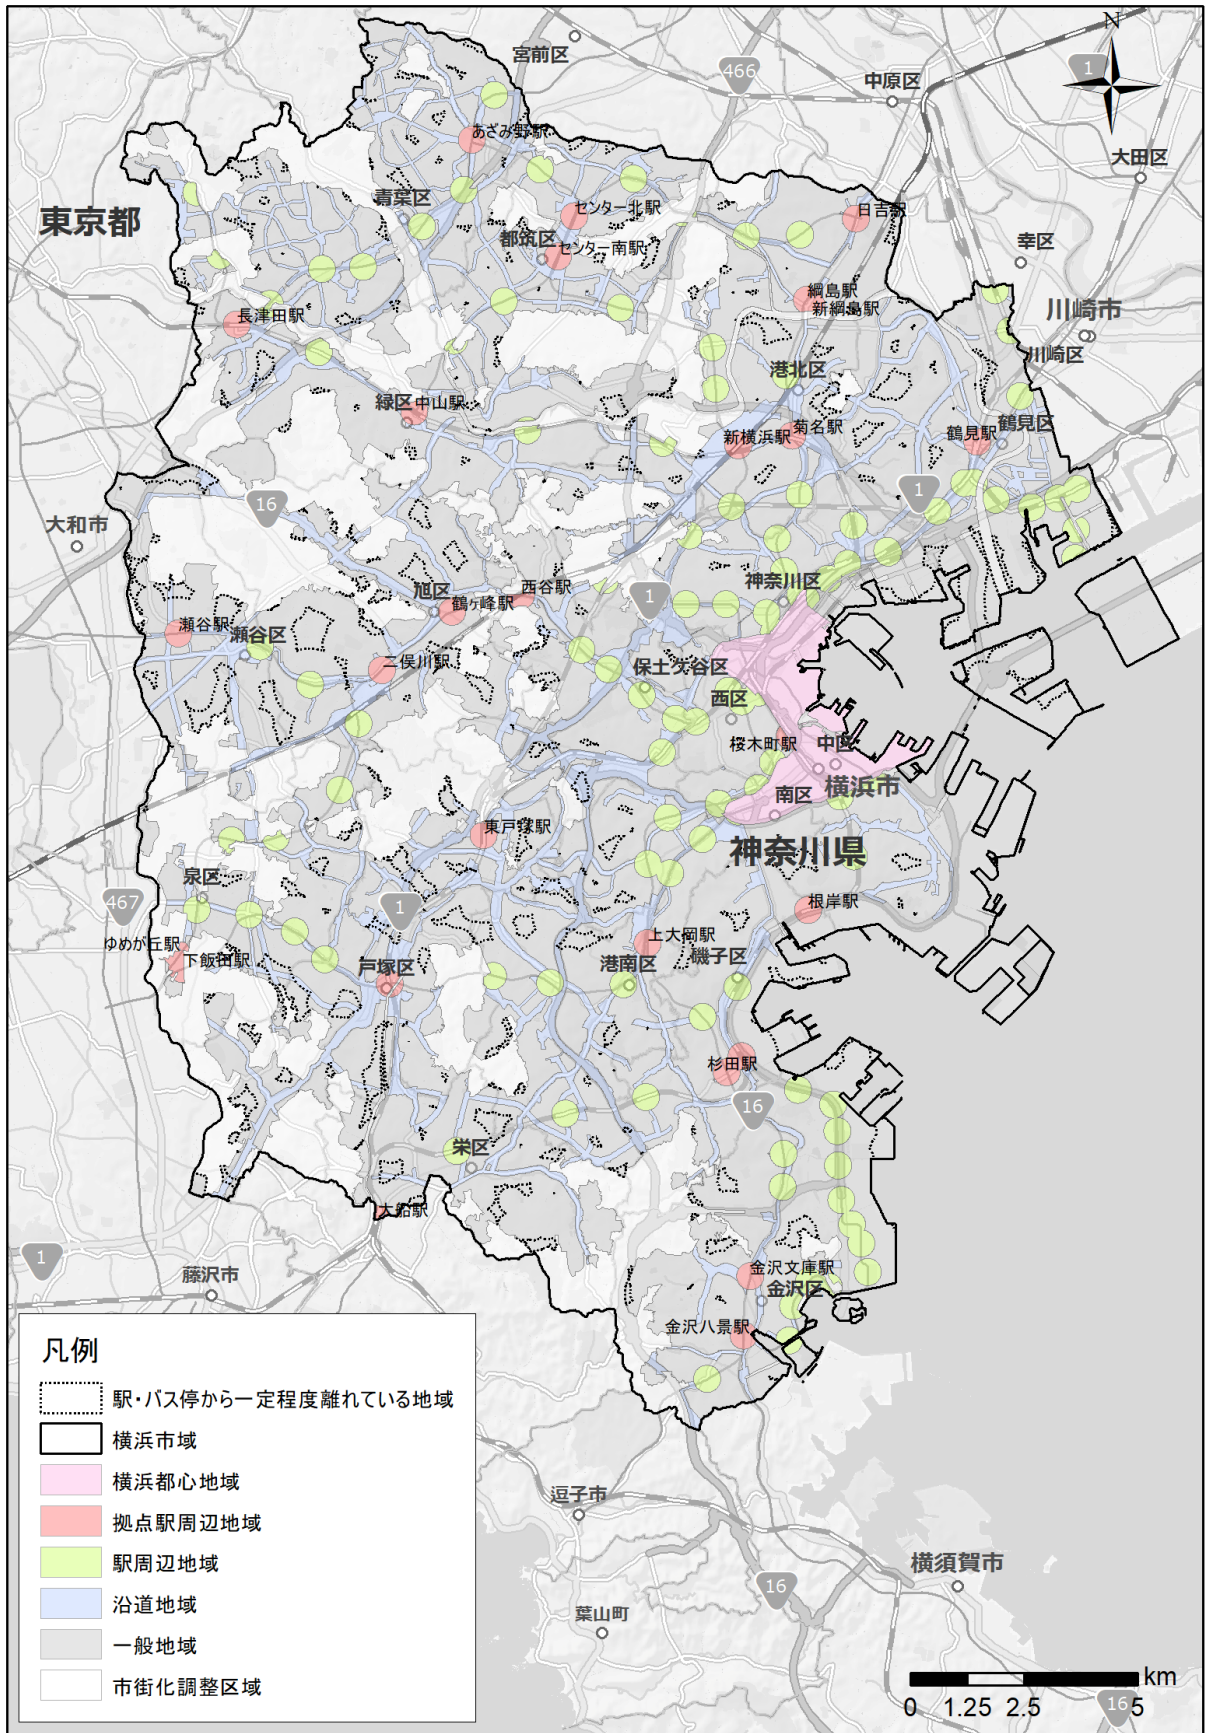 N
宮前区
466
中原区
1
大田区
あざみ野駅
東京都
青葉区
センター北駅
日吉駅
都筑区
センター南駅
幸区
綱島駅
新綱島駅
川崎市
長津田駅
川崎区
港北区
緑区
中山駅
新横浜駅
菊名駅
鶴見駅
鶴見区
16
1
大和市
神奈川区
旭区
西谷駅
鶴ヶ峰駅
1
瀬谷駅
瀬谷区
二俣川駅
保土ケ谷区
西区
桜木町駅
中区
横浜市
南区
東戸塚駅
神奈川県
泉区
467
1
根岸駅
ゆめが丘駅
下飯田駅
上大岡駅
戸塚区
港南区
磯子区
杉田駅
16
栄区
大船駅
1
藤沢市
金沢文庫駅
金沢区
金沢八景駅
凡例
駅・バス停から一定程度離れている地域
横浜市域
横浜都心地域
拠点駅周辺地域
駅周辺地域
沿道地域
一般地域
市街化調整区域
逗子市
横須賀市
16
葉山町
km
0 1.25 2.5 5
16